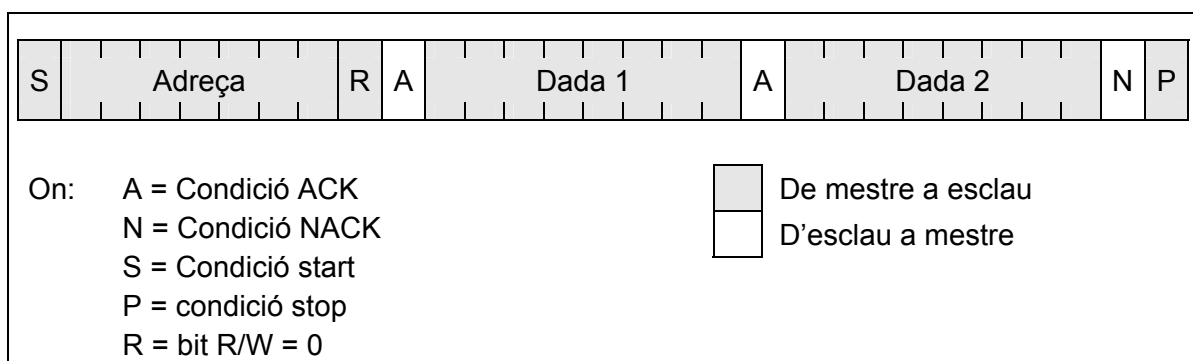 S Adreça R A Dada 1 A Dada 2 N P
On: A = Condició ACK De mestre a esclau
N = Condició NACK D'esclau a mestre
S = Condició start
P = condició stop
R = bit R/W = 0